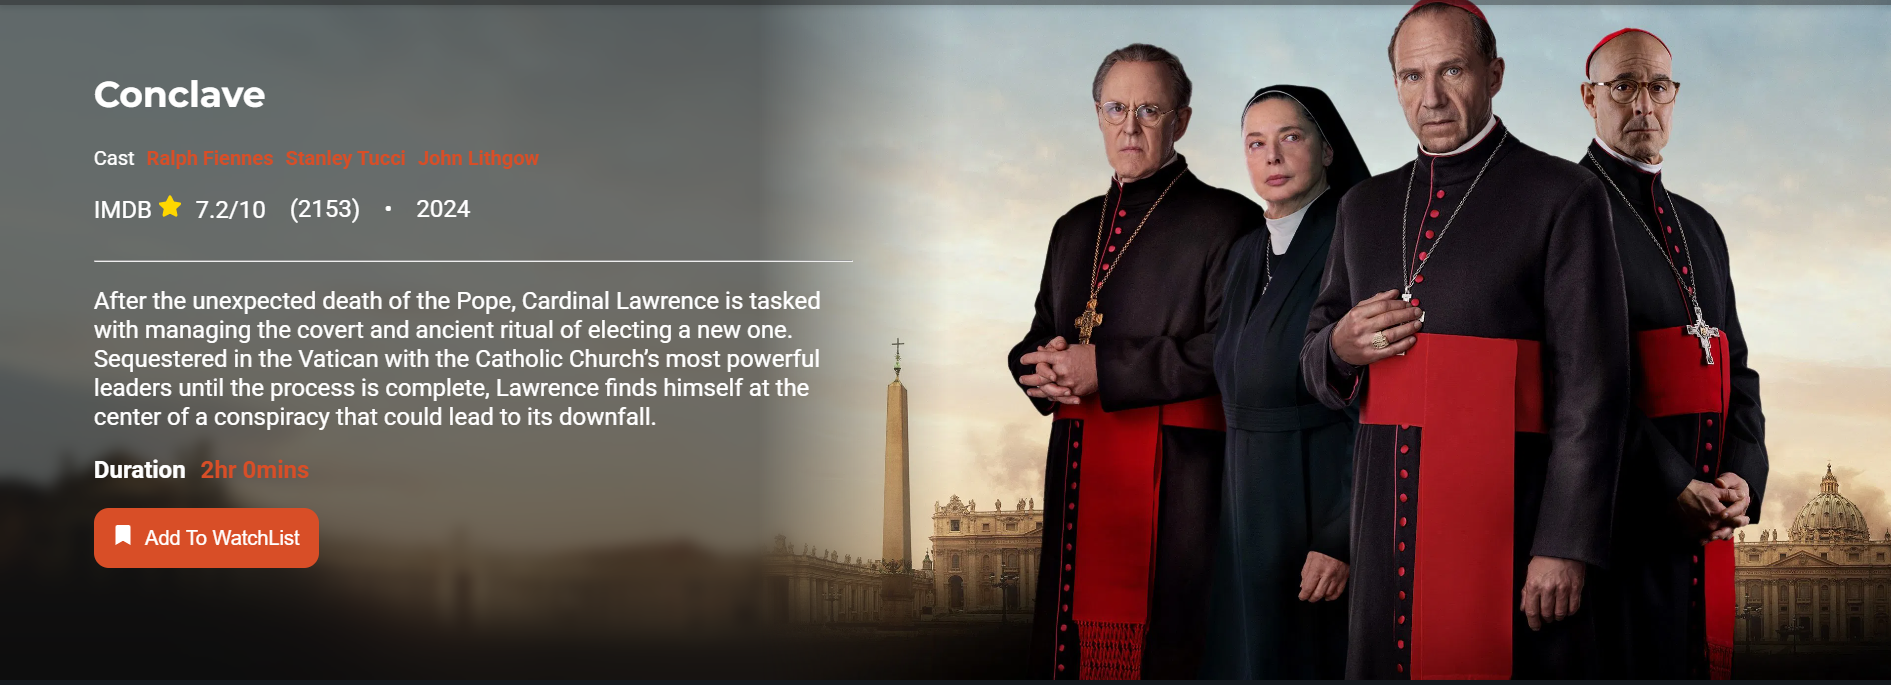 Conclave
Cast Ralph Fiennes Stanley Tucci John Lithgow
IMDB 7.2/10 (2153) • 2024
After the unexpected death of the Pope, Cardinal Lawrence is tasked
with managing the covert and ancient ritual of electing a new one.
Sequestered in the Vatican with the Catholic Church’s most powerful
leaders until the process is complete, Lawrence finds himself at the
center of a conspiracy that could lead to its downfall.
Duration 2hr 0mins
Add To WatchList